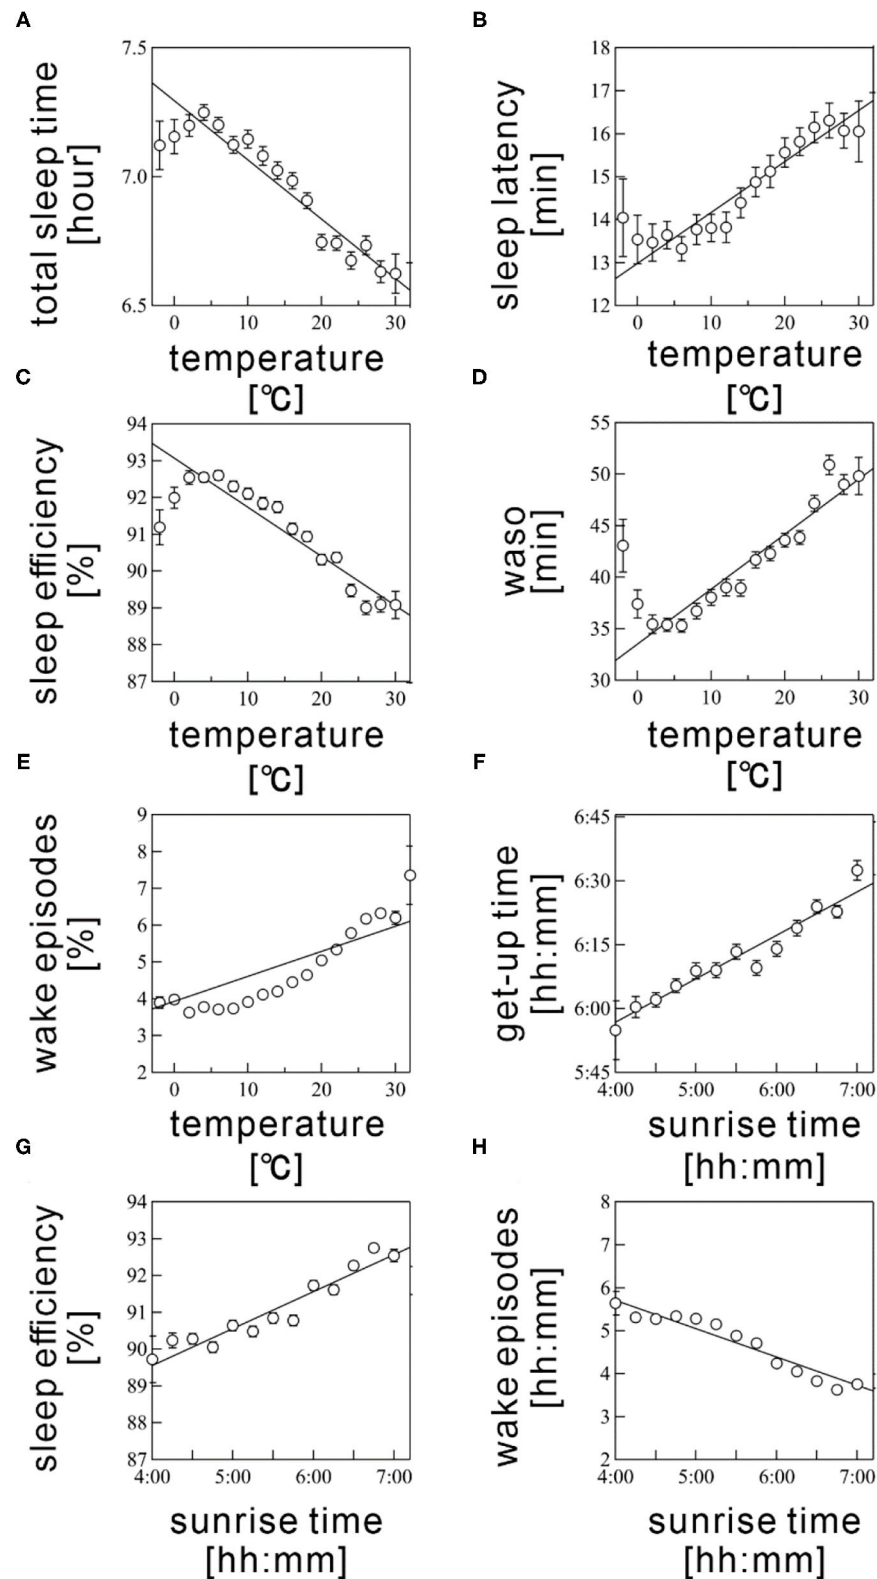 A
7.5
7.0
6.5
total sleep time
[hour]
0 10 20 30
temperature
[℃]
B
18
17
16
15
14
13
12
sleep latency
[min]
0 10 20 30
temperature
[℃]
C
94
93
92
91
90
89
88
87
sleep efficiency
[%]
0 10 20 30
temperature
[℃]
D
55
50
45
40
35
30
waso
[min]
0 10 20 30
temperature
[℃]
E
9
8
7
6
5
4
3
2
wake episodes
[%]
0 10 20 30
temperature
[℃]
F
6:45
6:30
6:15
6:00
5:45
get-up time
[hh:mm]
4:00 5:00 6:00 7:00
sunrise time
[hh:mm]
G
94
93
92
91
90
89
88
87
sleep efficiency
[%]
4:00 5:00 6:00 7:00
sunrise time
[hh:mm]
H
8
7
6
5
4
3
2
wake episodes
[hh:mm]
4:00 5:00 6:00 7:00
sunrise time
[hh:mm]